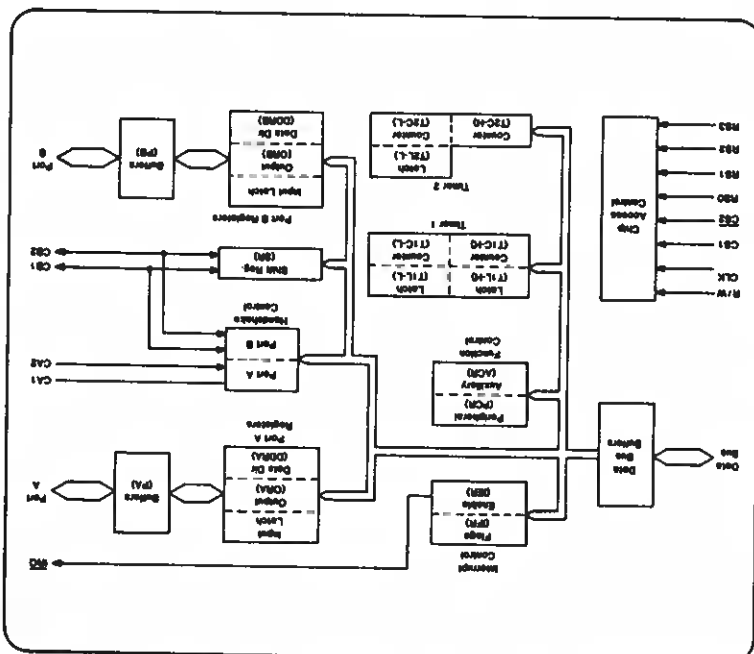 Interrupt
Control
Flags
(IFR)
Enable
(IER)
I̅R̅Q̅
Data
Bus
Data
Bus
Buffers
Input
Latch
Output
(ORA)
Data Dir
(DDRA)
Port A
Registers
Buffers
(PA)
Port
A
Peripheral
(PCR)
Auxiliary
(ACR)
Function
Control
Port A
Port B
Handshake
Control
CA1
CA2
R/W
CLK
CS1
C̅S̅2̅
RS0
RS1
RS2
RS3
Chip
Access
Control
Latch
(T1L-H)
Latch
(T1L-L)
Counter
(T1C-H)
Counter
(T1C-L)
Timer 1
Shift Reg.
(SR)
CB1
CB2
Timer 2
Latch
(T2L-L)
Counter
(T2C-H)
Counter
(T2C-L)
Port B Registers
Input Latch
Output
(ORB)
Data Dir
(DDRB)
Buffers
(PB)
Port
B